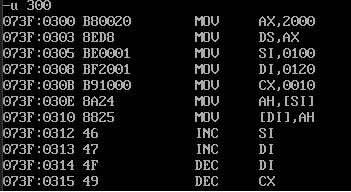 -u 300
073F:0300 B80020 MOV AX,2000
073F:0303 8ED8 MOV DS,AX
073F:0305 BE0001 MOV SI,0100
073F:0308 BF2001 MOV DI,0120
073F:030B B91000 MOV CX,0010
073F:030E 8A24 MOV AH,[SI]
073F:0310 8825 MOV [DI],AH
073F:0312 46 INC SI
073F:0313 47 INC DI
073F:0314 4F DEC DI
073F:0315 49 DEC CX